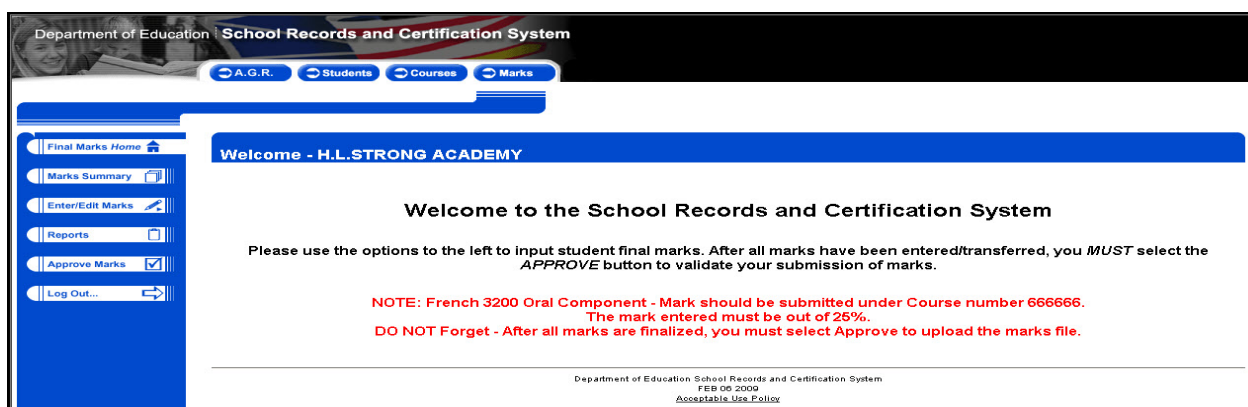 Department of Education School Records and Certification System
A.G.R. Students Courses Marks
Final Marks Home
Marks Summary
Enter/Edit Marks
Reports
Approve Marks
Log Out...
Welcome - H.L.STRONG ACADEMY
Welcome to the School Records and Certification System
Please use the options to the left to input student final marks. After all marks have been entered/transferred, you MUST select the
APPROVE button to validate your submission of marks.
NOTE: French 3200 Oral Component - Mark should be submitted under Course number 666666.
The mark entered must be out of 25%.
DO NOT Forget - After all marks are finalized, you must select Approve to upload the marks file.
Department of Education School Records and Certification System
FEB 06 2009
Acceptable Use Policy